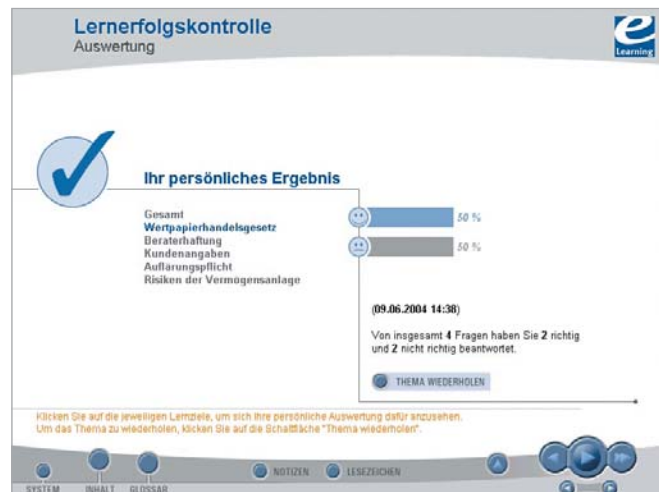 Lernerfolgskontrolle
Auswertung
e
Learning
Ihr persönliches Ergebnis
Gesamt
Wertpapierhandelsgesetz
Beraterhaftung
Kundenangaben
Auflärungspflicht
Risiken der Vermögensanlage
50 %
50 %
(09.06.2004 14:38)
Von insgesamt 4 Fragen haben Sie 2 richtig
und 2 nicht richtig beantwortet.
THEMA WIEDERHOLEN
Klicken Sie auf die jeweiligen Lernziele, um sich Ihre persönliche Auswertung dafür anzusehen.
Um das Thema zu wiederholen, klicken Sie auf die Schaltfläche "Thema wiederholen".
NOTIZEN LESEZEICHEN
SYSTEM INHALT GLOSSAR